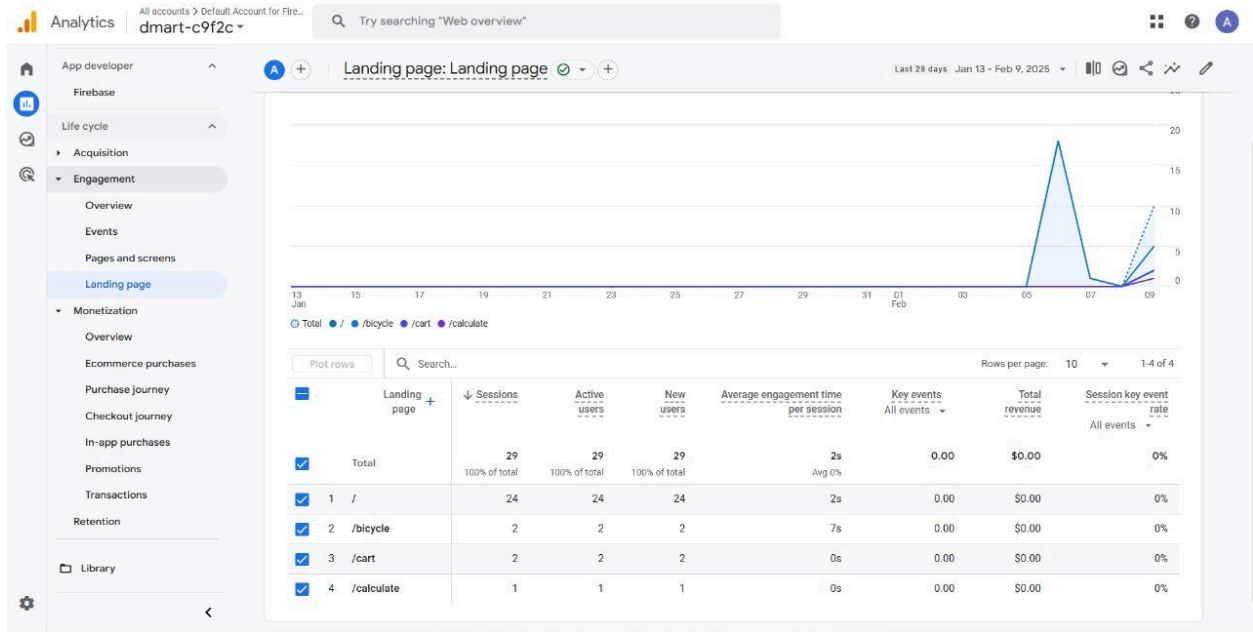 Analytics
All accounts > Default Account for Fire...
dmart-c9f2c
Try searching "Web overview"
A
App developer
Firebase
Life cycle
Acquisition
Engagement
Overview
Events
Pages and screens
Landing page
Monetization
Overview
Ecommerce purchases
Purchase journey
Checkout journey
In-app purchases
Promotions
Transactions
Retention
Library
A
Landing page: Landing page
Last 28 days Jan 13 - Feb 9, 2025
20
15
10
5
0
13 15 17 19 21 23 25 27 29 31 01 03 05 07 09
Jan Feb
Total / /bicycle /cart /calculate
Plot rows Search... Rows per page: 10 1-4 of 4
Landing page Sessions Active users New users Average engagement time per session Key events Total revenue Session key event rate
All events All events
Total 29 29 29 2s 0.00 $0.00 0%
100% of total 100% of total 100% of total Avg 0%
1 / 24 24 24 2s 0.00 $0.00 0%
2 /bicycle 2 2 2 7s 0.00 $0.00 0%
3 /cart 2 2 2 0s 0.00 $0.00 0%
4 /calculate 1 1 1 0s 0.00 $0.00 0%